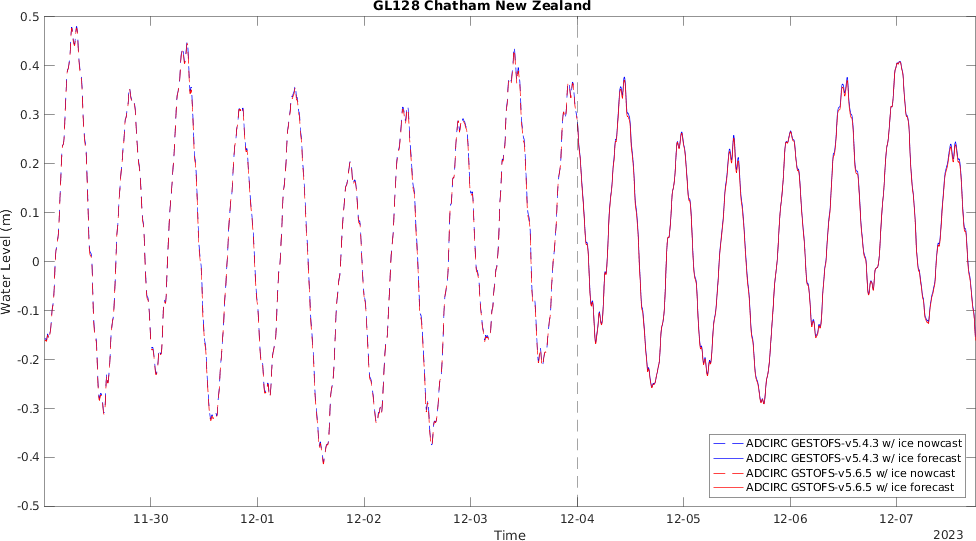 GL128 Chatham New Zealand
0.5
0.4
0.3
0.2
0.1
0
-0.1
-0.2
-0.3
-0.4
-0.5
Water Level (m)
ADCIRC GESTOFS-v5.4.3 w/ ice nowcast
ADCIRC GESTOFS-v5.4.3 w/ ice forecast
ADCIRC GSTOFS-v5.6.5 w/ ice nowcast
ADCIRC GSTOFS-v5.6.5 w/ ice forecast
11-30 12-01 12-02 12-03 12-04 12-05 12-06 12-07
Time
2023